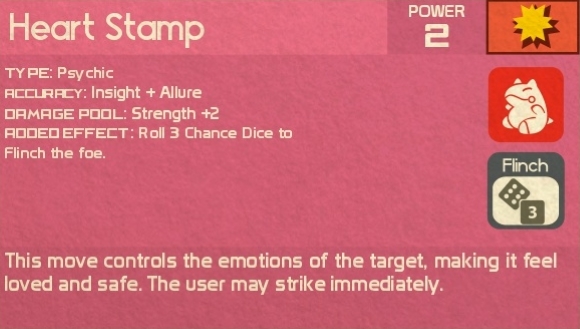 Heart Stamp
POWER
2
TYPE: Psychic
ACCURACY: Insight + Allure
DAMAGE POOL: Strength +2
ADDED EFFECT: Roll 3 Chance Dice to
Flinch the foe.
Flinch
3
This move controls the emotions of the target, making it feel
loved and safe. The user may strike immediately.